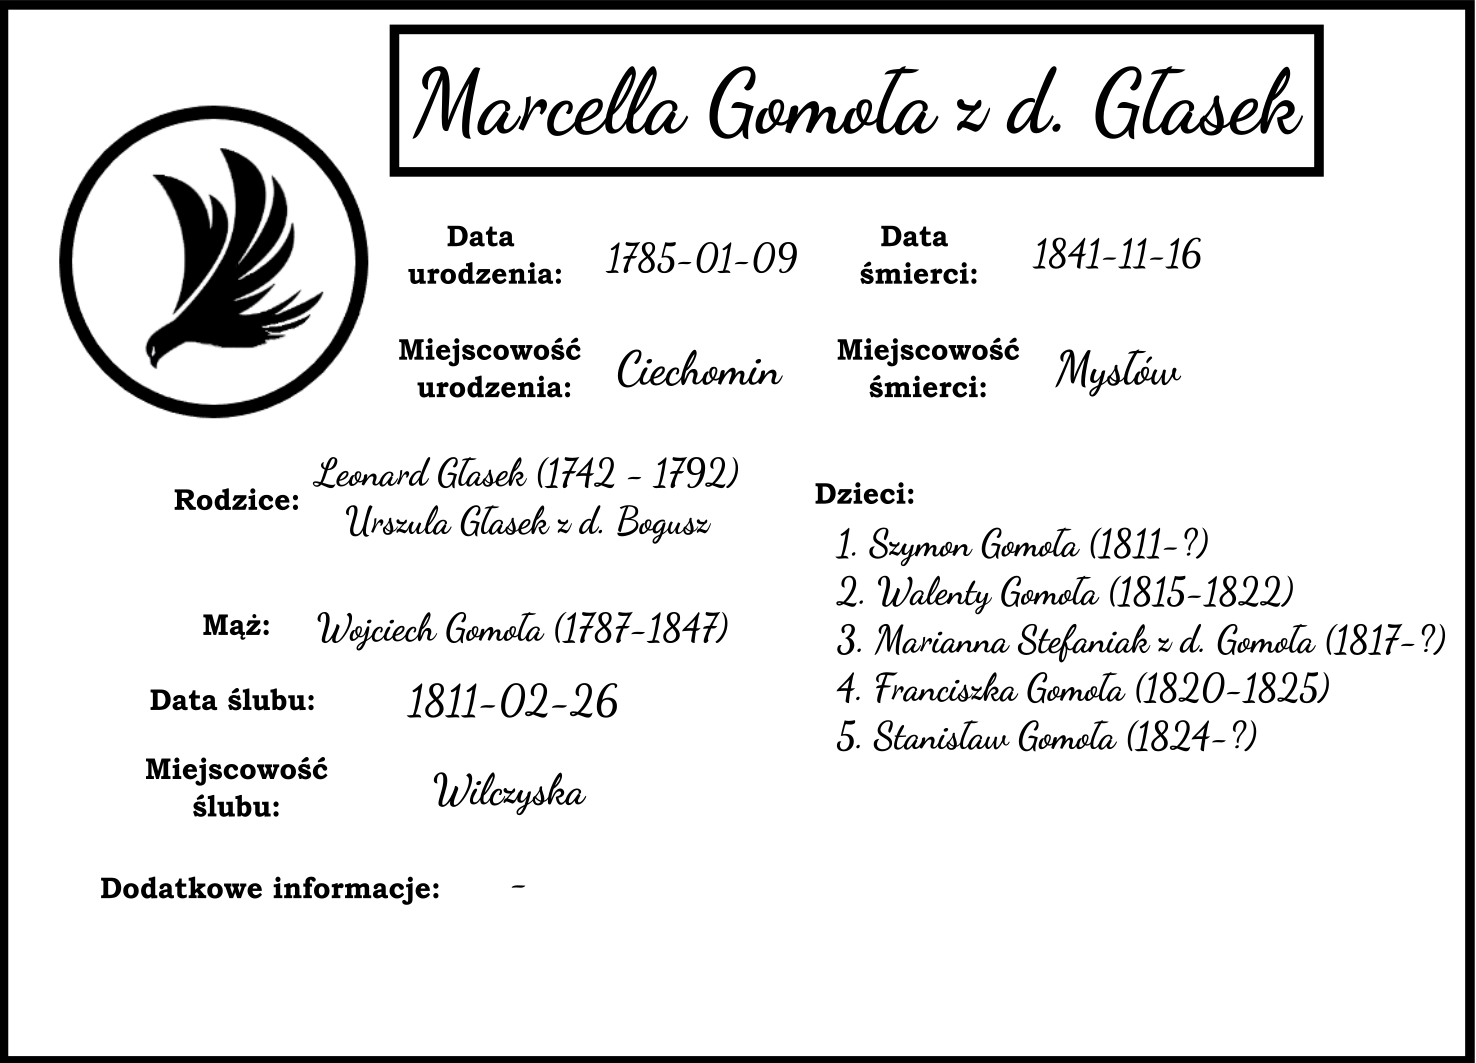 Marcella Gomoła z d. Głasek
Data
urodzenia:
1785-01-09
Data
śmierci:
1841-11-16
Miejscowość
urodzenia:
Ciechomin
Miejscowość
śmierci:
Mysłów
Rodzice:
Leonard Głasek (1742 - 1792)
Urszula Głasek z d. Bogusz
Mąż:
Wojciech Gomoła (1787-1847)
Data ślubu:
1811-02-26
Miejscowość
ślubu:
Wilczyska
Dzieci:
1. Szymon Gomoła (1811-?)
2. Walenty Gomoła (1815-1822)
3. Marianna Stefaniak z d. Gomoła (1817-?)
4. Franciszka Gomoła (1820-1825)
5. Stanisław Gomoła (1824-?)
Dodatkowe informacje:
-